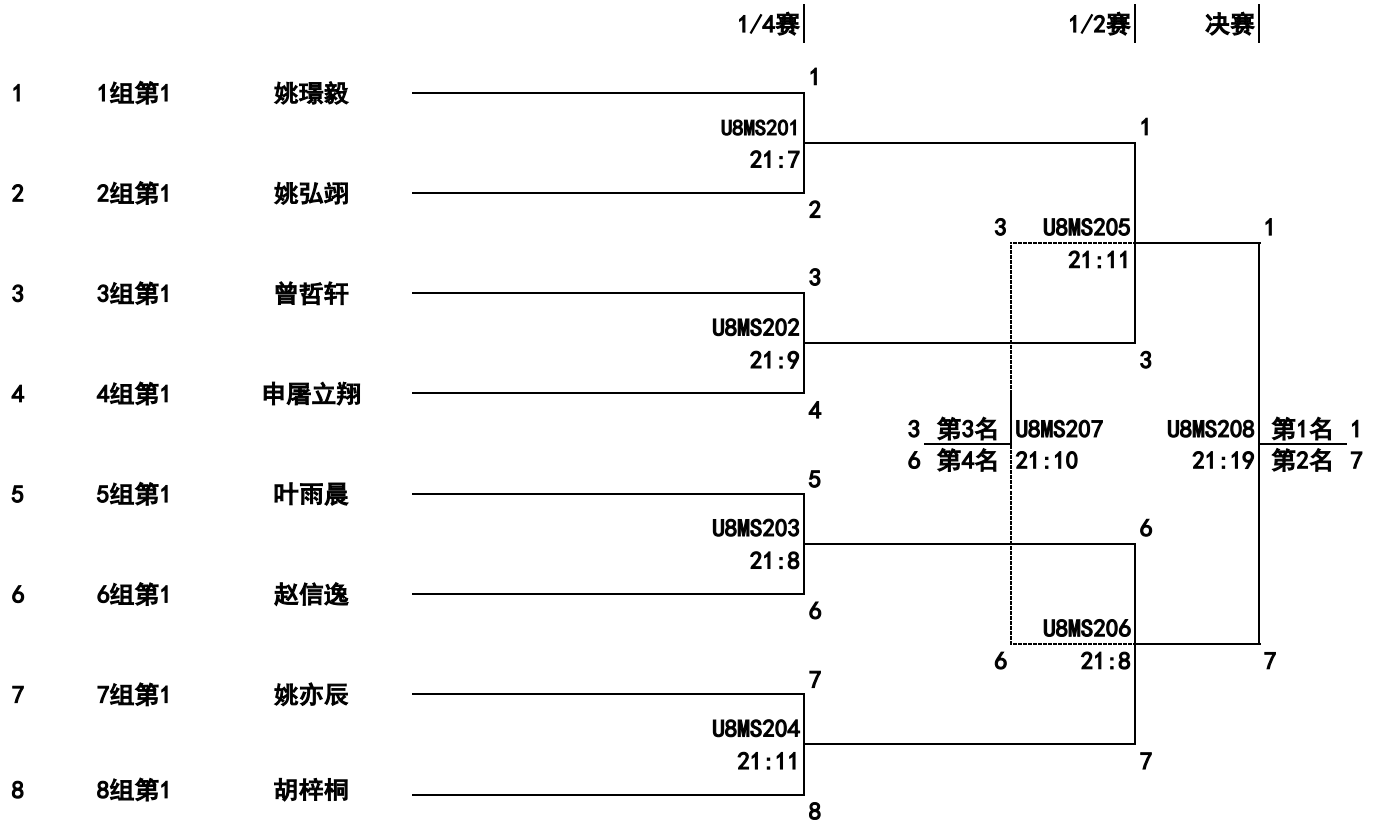 1/4赛 1/2赛 决赛
1
1 1组第1 姚璟毅
U8MS201 1
21:7
2 2组第1 姚弘翊
2
3 U8MS205 1
21:11
3
3 3组第1 曾哲轩
U8MS202
21:9 3
4 4组第1 申屠立翔
4
3 第3名 U8MS207 U8MS208 第1名 1
6 第4名 21:10 21:19 第2名 7
5
5 5组第1 叶雨晨
U8MS203 6
21:8
6 6组第1 赵信逸
6
U8MS206
6 21:8 7
7
7 7组第1 姚亦辰
U8MS204
21:11 7
8 8组第1 胡梓桐
8